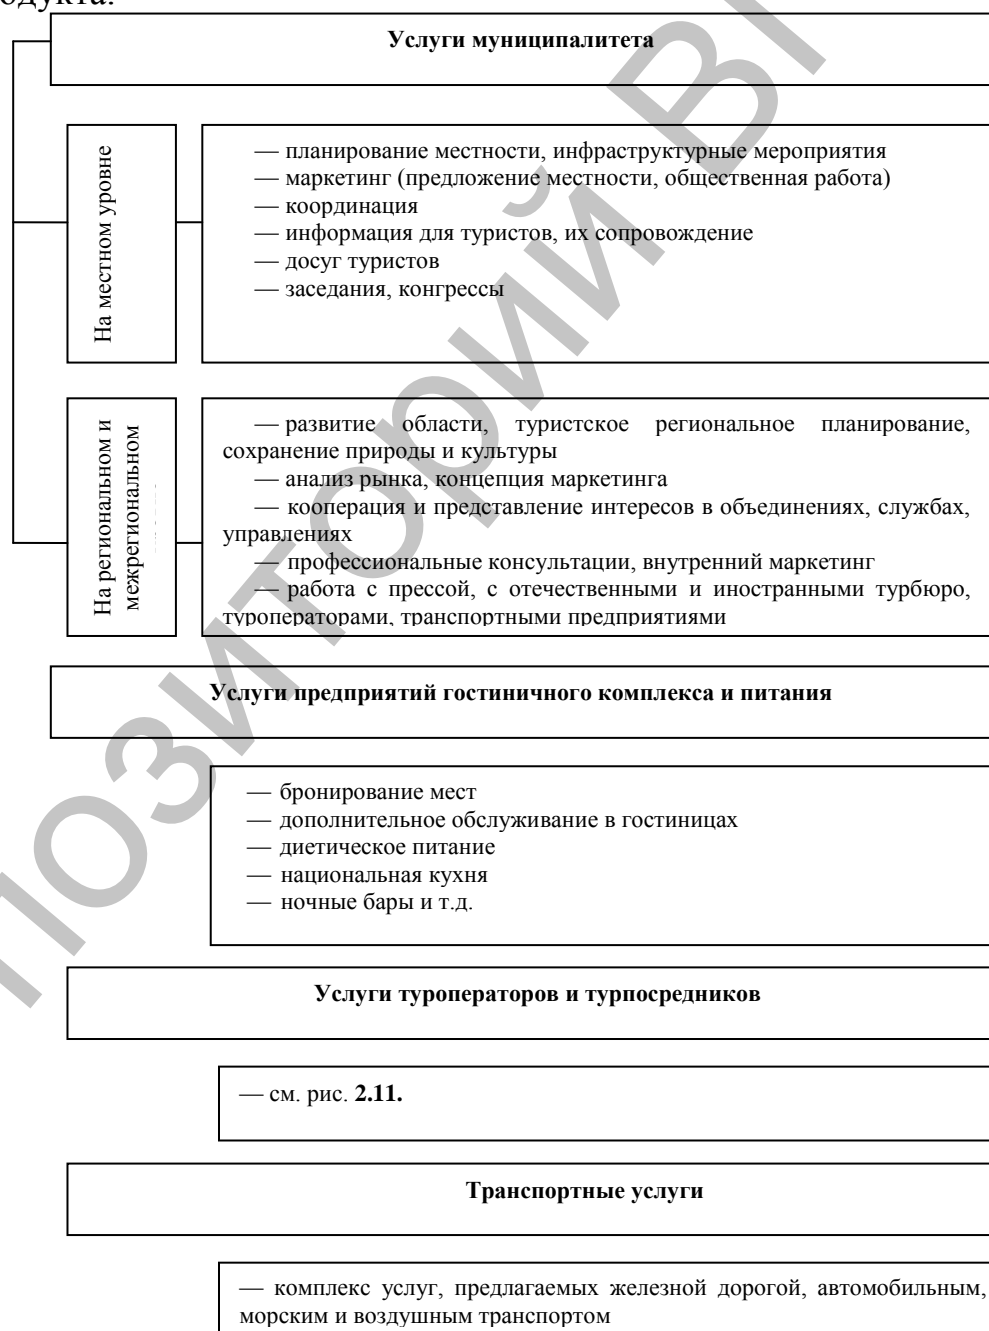 одукта.
Услуги муниципалитета
На местном уровне
— планирование местности, инфраструктурные мероприятия
— маркетинг (предложение местности, общественная работа)
— координация
— информация для туристов, их сопровождение
— досуг туристов
— заседания, конгрессы
На региональном и
межрегиональном
— развитие области, туристское региональное планирование,
сохранение природы и культуры
— анализ рынка, концепция маркетинга
— кооперация и представление интересов в объединениях, службах,
управлениях
— профессиональные консультации, внутренний маркетинг
— работа с прессой, с отечественными и иностранными турбюро,
туроператорами, транспортными предприятиями
Услуги предприятий гостиничного комплекса и питания
— бронирование мест
— дополнительное обслуживание в гостиницах
— диетическое питание
— национальная кухня
— ночные бары и т.д.
Услуги туроператоров и турпосредников
— см. рис. 2.11.
Транспортные услуги
— комплекс услуг, предлагаемых железной дорогой, автомобильным,
морским и воздушным транспортом
позиторий ВГ